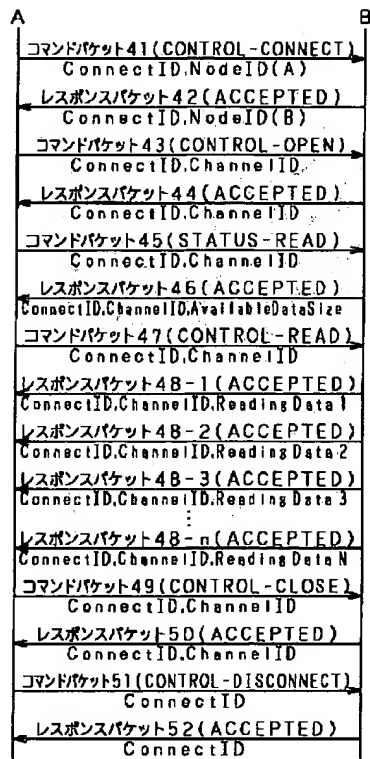 A B
コマンドパケット41(CONTROL-CONNECT)
ConnectID,NodeID(A)
レスポンスパケット42(ACCEPTED)
ConnectID,NodeID(B)
コマンドパケット43(CONTROL-OPEN)
ConnectID,ChannelID
レスポンスパケット44(ACCEPTED)
ConnectID,ChannelID
コマンドパケット45(STATUS-READ)
ConnectID,ChannelID
レスポンスパケット46(ACCEPTED)
ConnectID,ChannelID,AvailableDataSize
コマンドパケット47(CONTROL-READ)
ConnectID,ChannelID
レスポンスパケット48-1(ACCEPTED)
ConnectID,ChannelID,Reading Data 1
レスポンスパケット48-2(ACCEPTED)
ConnectID,ChannelID,Reading Data 2
レスポンスパケット48-3(ACCEPTED)
ConnectID,ChannelID,Reading Data 3
⋮
レスポンスパケット48-n(ACCEPTED)
ConnectID,ChannelID,Reading Data N
コマンドパケット49(CONTROL-CLOSE)
ConnectID,ChannelID
レスポンスパケット50(ACCEPTED)
ConnectID,ChannelID
コマンドパケット51(CONTROL-DISCONNECT)
ConnectID
レスポンスパケット52(ACCEPTED)
ConnectID